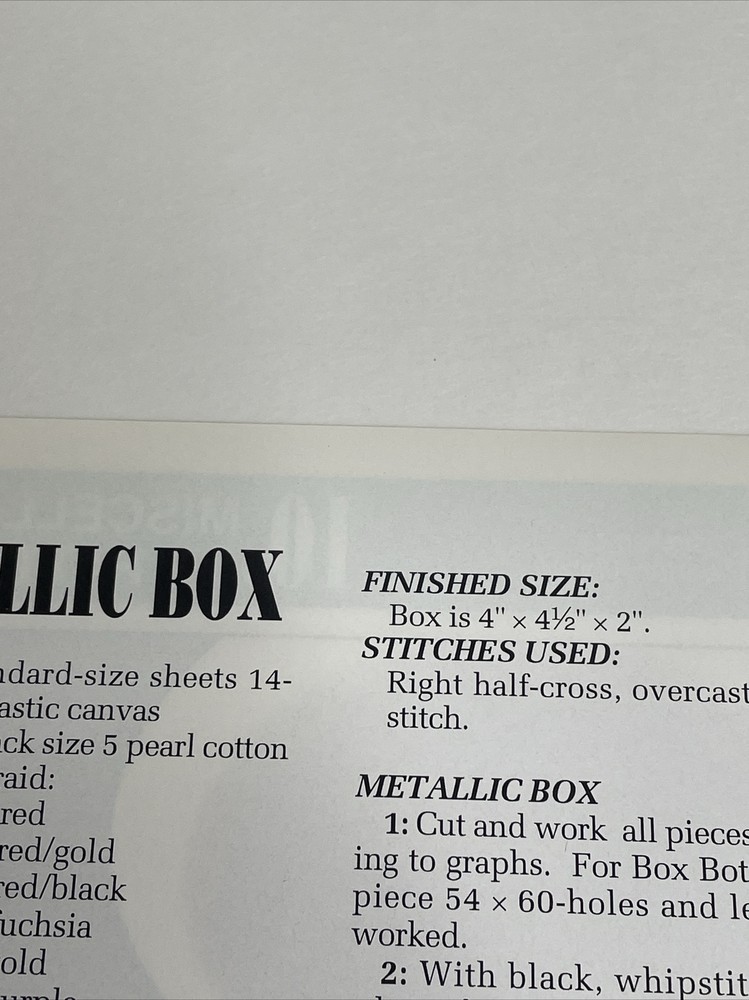 LLIC BOX
ndard-size sheets 14-
astic canvas
ack size 5 pearl cotton
raid:
red
red/gold
red/black
fuchsia
old
FINISHED SIZE:
Box is 4" × 4½" × 2".
STITCHES USED:
Right half-cross, overcast
stitch.
METALLIC BOX
1: Cut and work all pieces
ing to graphs. For Box Bot
piece 54 × 60-holes and le
worked.
2: With black, whipstit